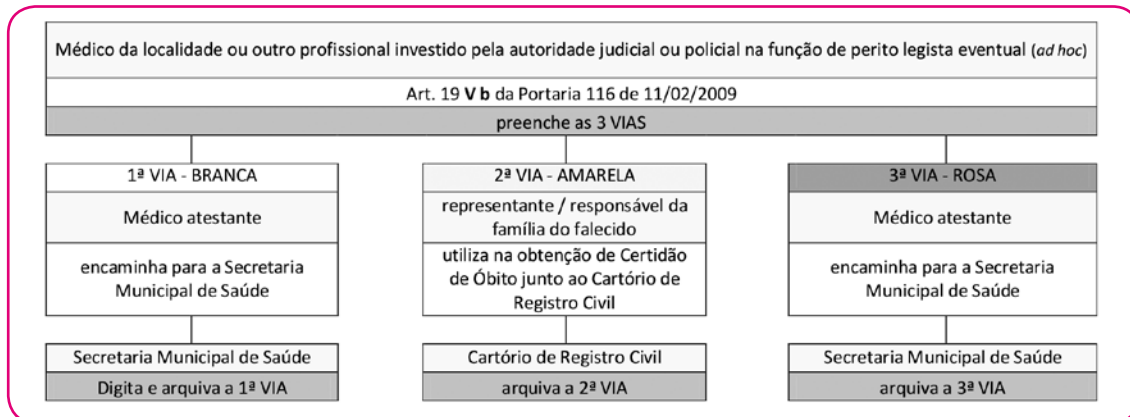 Médico da localidade ou outro profissional investido pela autoridade judicial ou policial na função de perito legista eventual (ad hoc)
Art. 19 V b da Portaria 116 de 11/02/2009
preenche as 3 VIAS
1ª VIA - BRANCA
Médico atestante
encaminha para a Secretaria
Municipal de Saúde
Secretaria Municipal de Saúde
Digita e arquiva a 1ª VIA
2ª VIA - AMARELA
representante / responsável da
família do falecido
utiliza na obtenção de Certidão
de Óbito junto ao Cartório de
Registro Civil
Cartório de Registro Civil
arquiva a 2ª VIA
3ª VIA - ROSA
Médico atestante
encaminha para a Secretaria
Municipal de Saúde
Secretaria Municipal de Saúde
arquiva a 3ª VIA